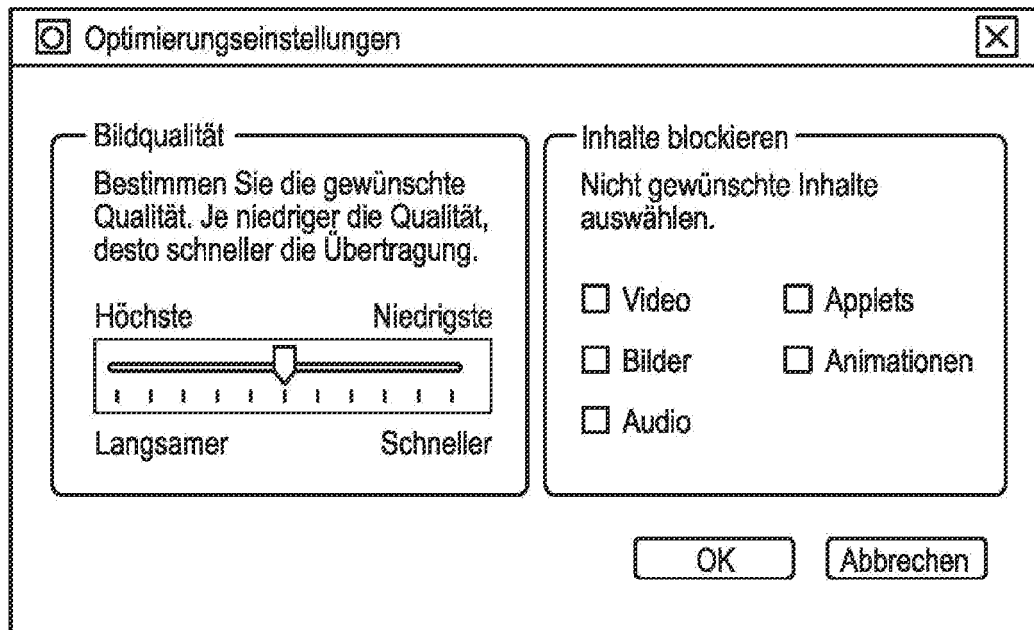 Optimierungseinstellungen
Bildqualität
Bestimmen Sie die gewünschte
Qualität. Je niedriger die Qualität,
desto schneller die Übertragung.
Höchste Niedrigste
Langsamer Schneller
Inhalte blockieren
Nicht gewünschte Inhalte
auswählen.
Video Applets
Bilder Animationen
Audio
OK Abbrechen